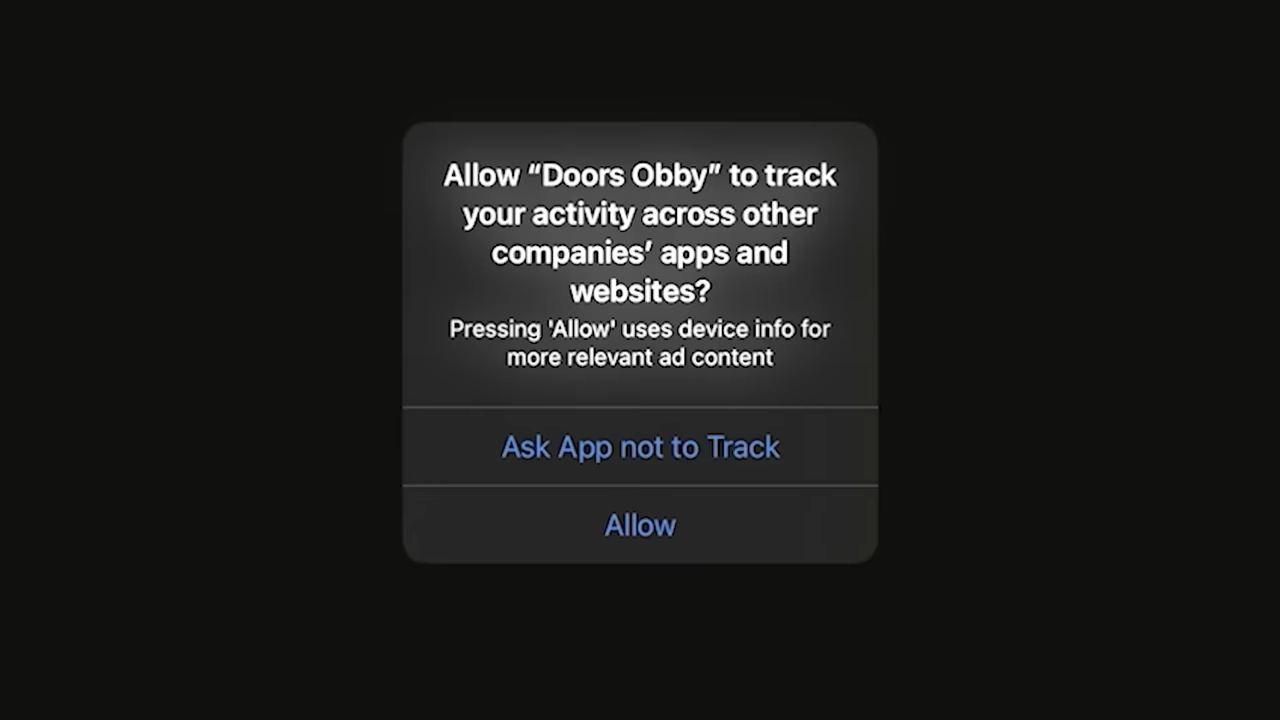 Allow “Doors Obby” to track
your activity across other
companies’ apps and
websites?
Pressing 'Allow' uses device info for
more relevant ad content
Ask App not to Track
Allow